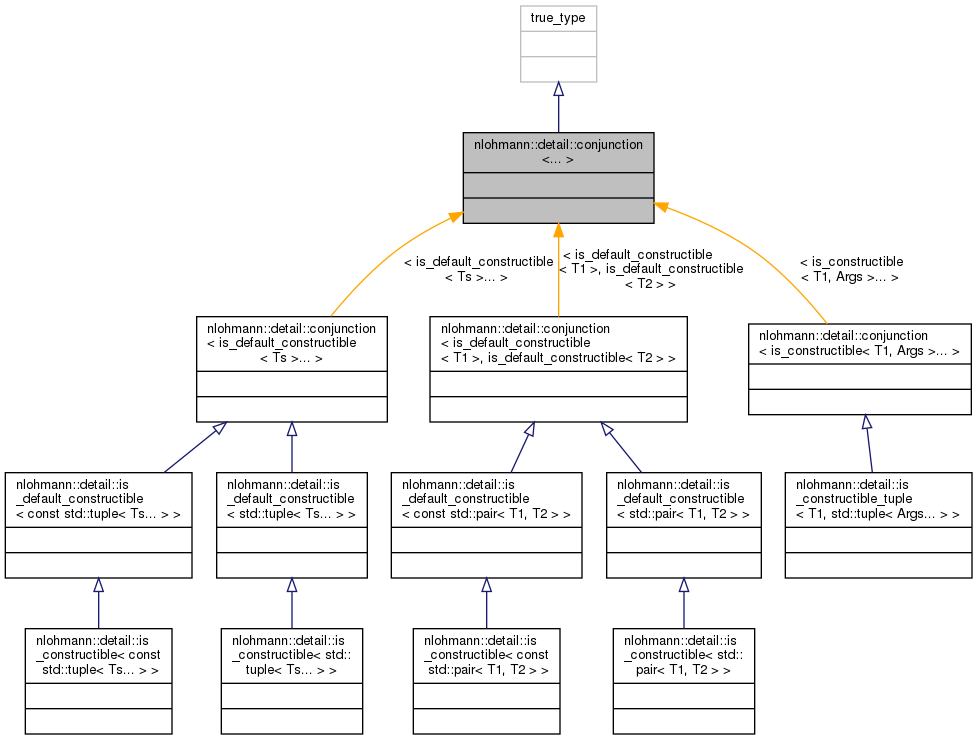 true_type
nlohmann::detail::conjunction
<... >
< is_default_constructible
< Ts >... >
< is_default_constructible
< T1 >, is_default_constructible
< T2 > >
< is_constructible
< T1, Args >... >
nlohmann::detail::conjunction
< is_default_constructible
< Ts >... >
nlohmann::detail::conjunction
< is_default_constructible
< T1 >, is_default_constructible< T2 > >
nlohmann::detail::conjunction
< is_constructible< T1, Args >... >
nlohmann::detail::is
_default_constructible
< const std::tuple< Ts... > >
nlohmann::detail::is
_default_constructible
< std::tuple< Ts... > >
nlohmann::detail::is
_default_constructible
< const std::pair< T1, T2 > >
nlohmann::detail::is
_default_constructible
< std::pair< T1, T2 > >
nlohmann::detail::is
_constructible_tuple
< T1, std::tuple< Args... > >
nlohmann::detail::is
_constructible< const
std::tuple< Ts... > >
nlohmann::detail::is
_constructible< std::
tuple< Ts... > >
nlohmann::detail::is
_constructible< const
std::pair< T1, T2 > >
nlohmann::detail::is
_constructible< std::
pair< T1, T2 > >